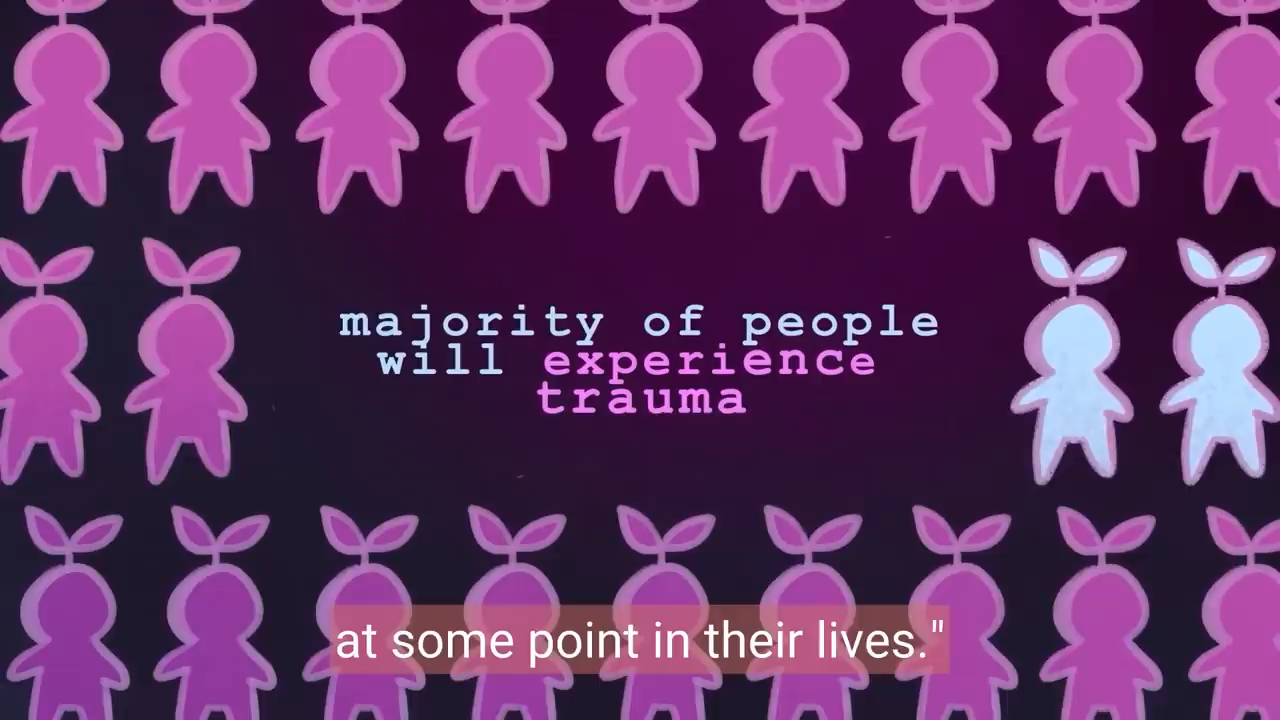 majority of people
will experience
trauma
at some point in their lives."